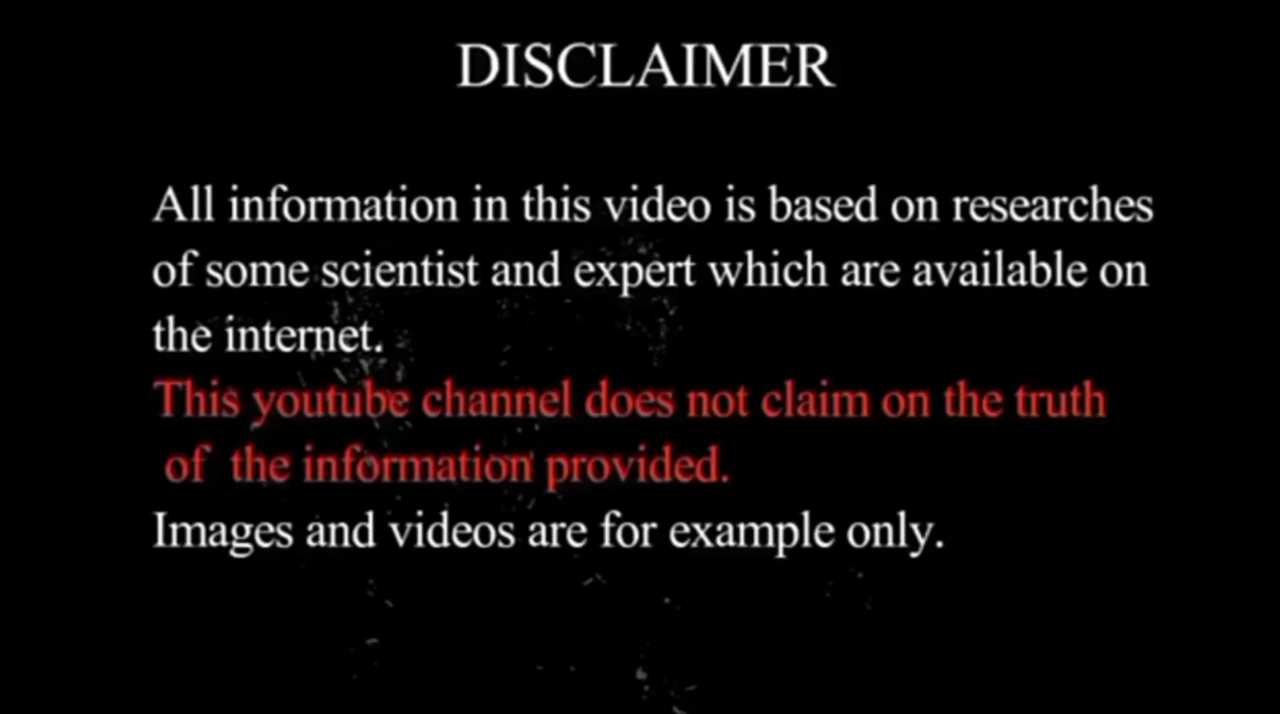 DISCLAIMER
All information in this video is based on researches
of some scientist and expert which are available on
the internet.
This youtube channel does not claim on the truth
of the information provided.
Images and videos are for example only.